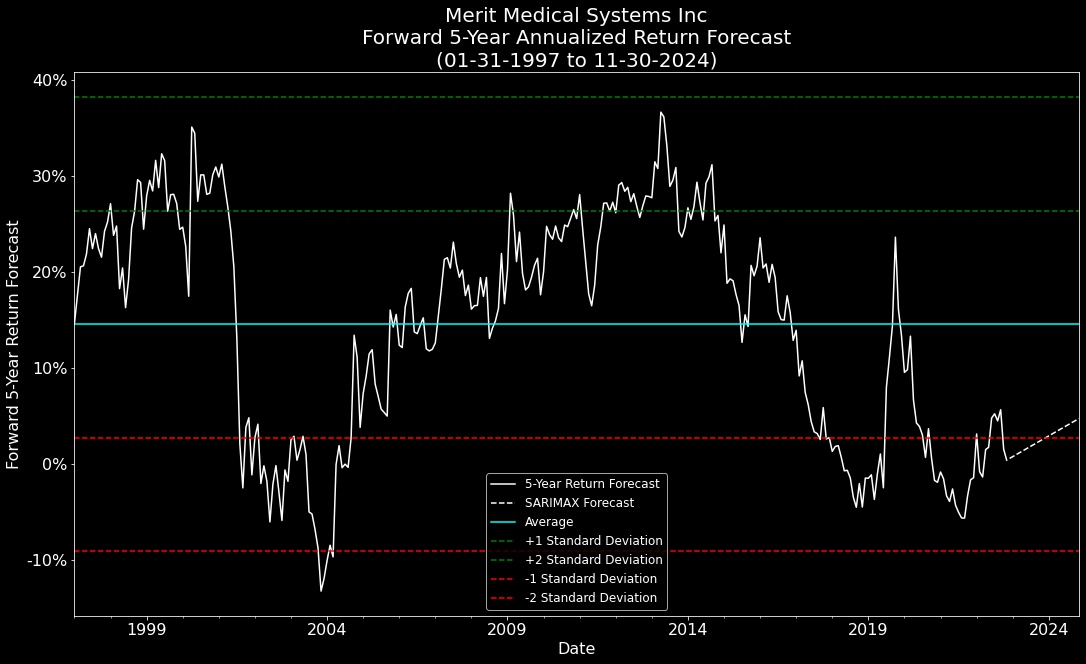 Merit Medical Systems Inc
Forward 5-Year Annualized Return Forecast
(01-31-1997 to 11-30-2024)
Forward 5-Year Return Forecast
40%
30%
20%
10%
0%
-10%
5-Year Return Forecast
SARIMAX Forecast
Average
+1 Standard Deviation
+2 Standard Deviation
-1 Standard Deviation
-2 Standard Deviation
1999
2004
2009
2014
2019
2024
Date